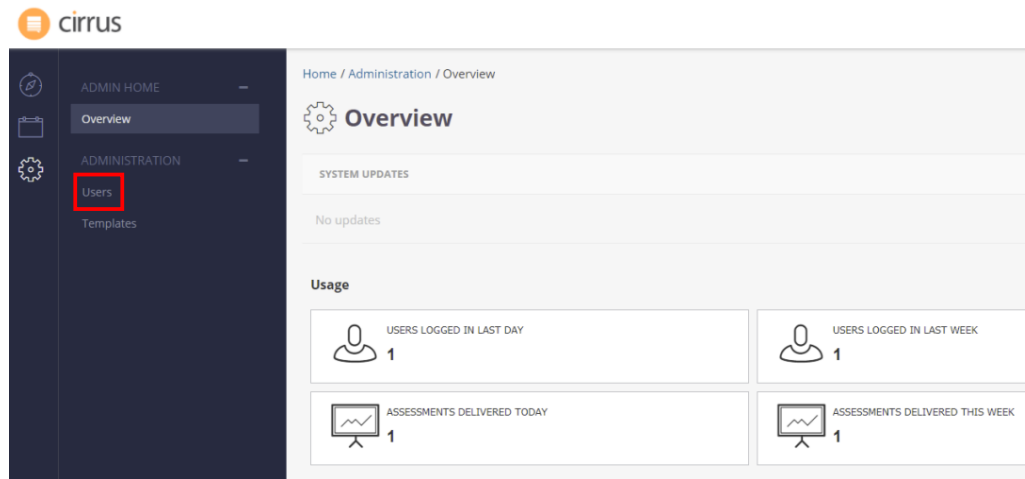 cirrus
ADMIN HOME
Overview
ADMINISTRATION
Users
Templates
Home / Administration / Overview
Overview
SYSTEM UPDATES
No updates
Usage
USERS LOGGED IN LAST DAY
1
USERS LOGGED IN LAST WEEK
1
ASSESSMENTS DELIVERED TODAY
1
ASSESSMENTS DELIVERED THIS WEEK
1